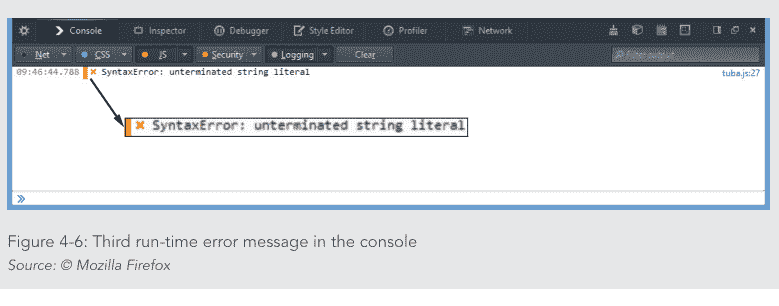 Console Inspector Debugger Style Editor Profiler Network
Net CSS JS Security Logging Clear Filter output
09:46:44.788 SyntaxError: unterminated string literal tuba.js:27
SyntaxError: unterminated string literal
Figure 4-6: Third run-time error message in the console
Source: © Mozilla Firefox